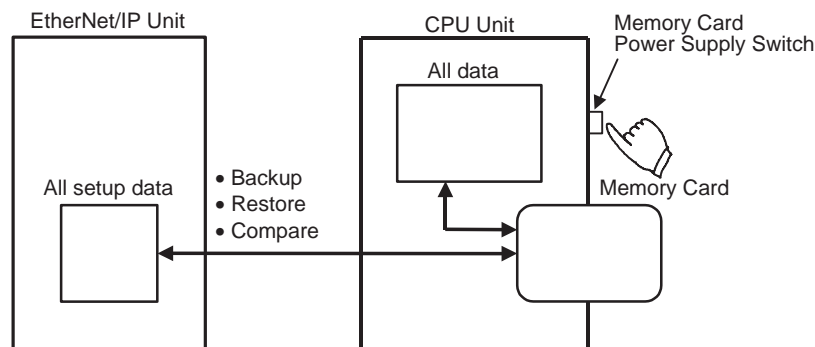 EtherNet/IP Unit
CPU Unit
Memory Card
Power Supply Switch
All data
All setup data
• Backup
• Restore
• Compare
Memory Card